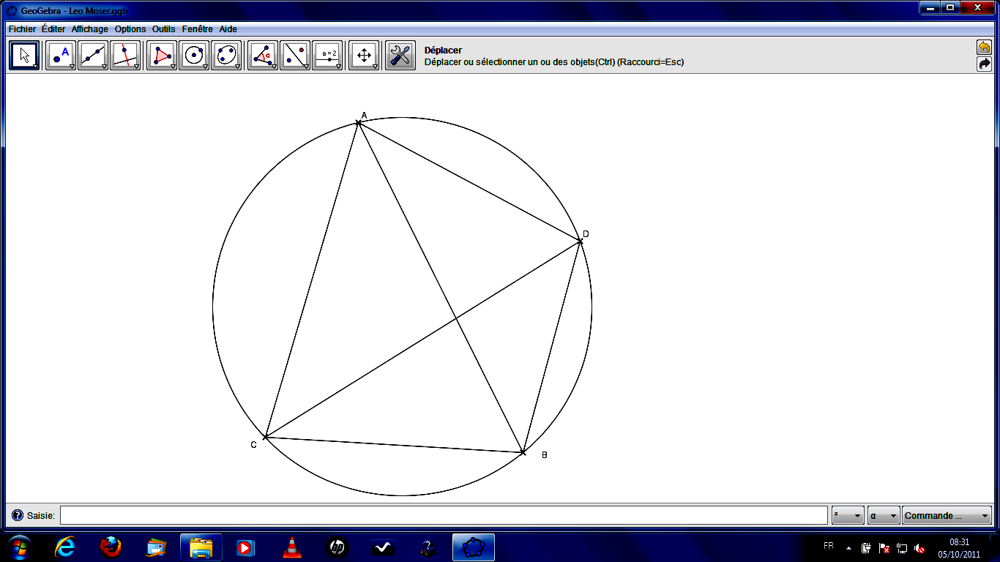 GeoGebra - Leo Moser.ggb
Fichier Éditer Affichage Options Outils Fenêtre Aide
A
a = 2
α
Déplacer
Déplacer ou sélectionner un ou des objets(Ctrl) (Raccourci=Esc)
A
D
C
B
Saisie:
²
α
Commande ...
hp
?
FR
08:31
05/10/2011